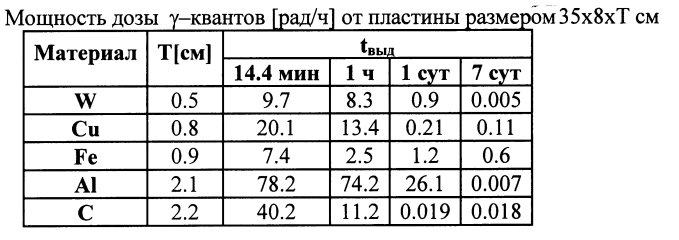 Мощность дозы γ–квантов [рад/ч] от пластины размером 35х8хТ см
Материал T[см] tвыд
14.4 мин 1 ч 1 сут 7 сут
W 0.5 9.7 8.3 0.9 0.005
Cu 0.8 20.1 13.4 0.21 0.11
Fe 0.9 7.4 2.5 1.2 0.6
Al 2.1 78.2 74.2 26.1 0.007
C 2.2 40.2 11.2 0.019 0.018